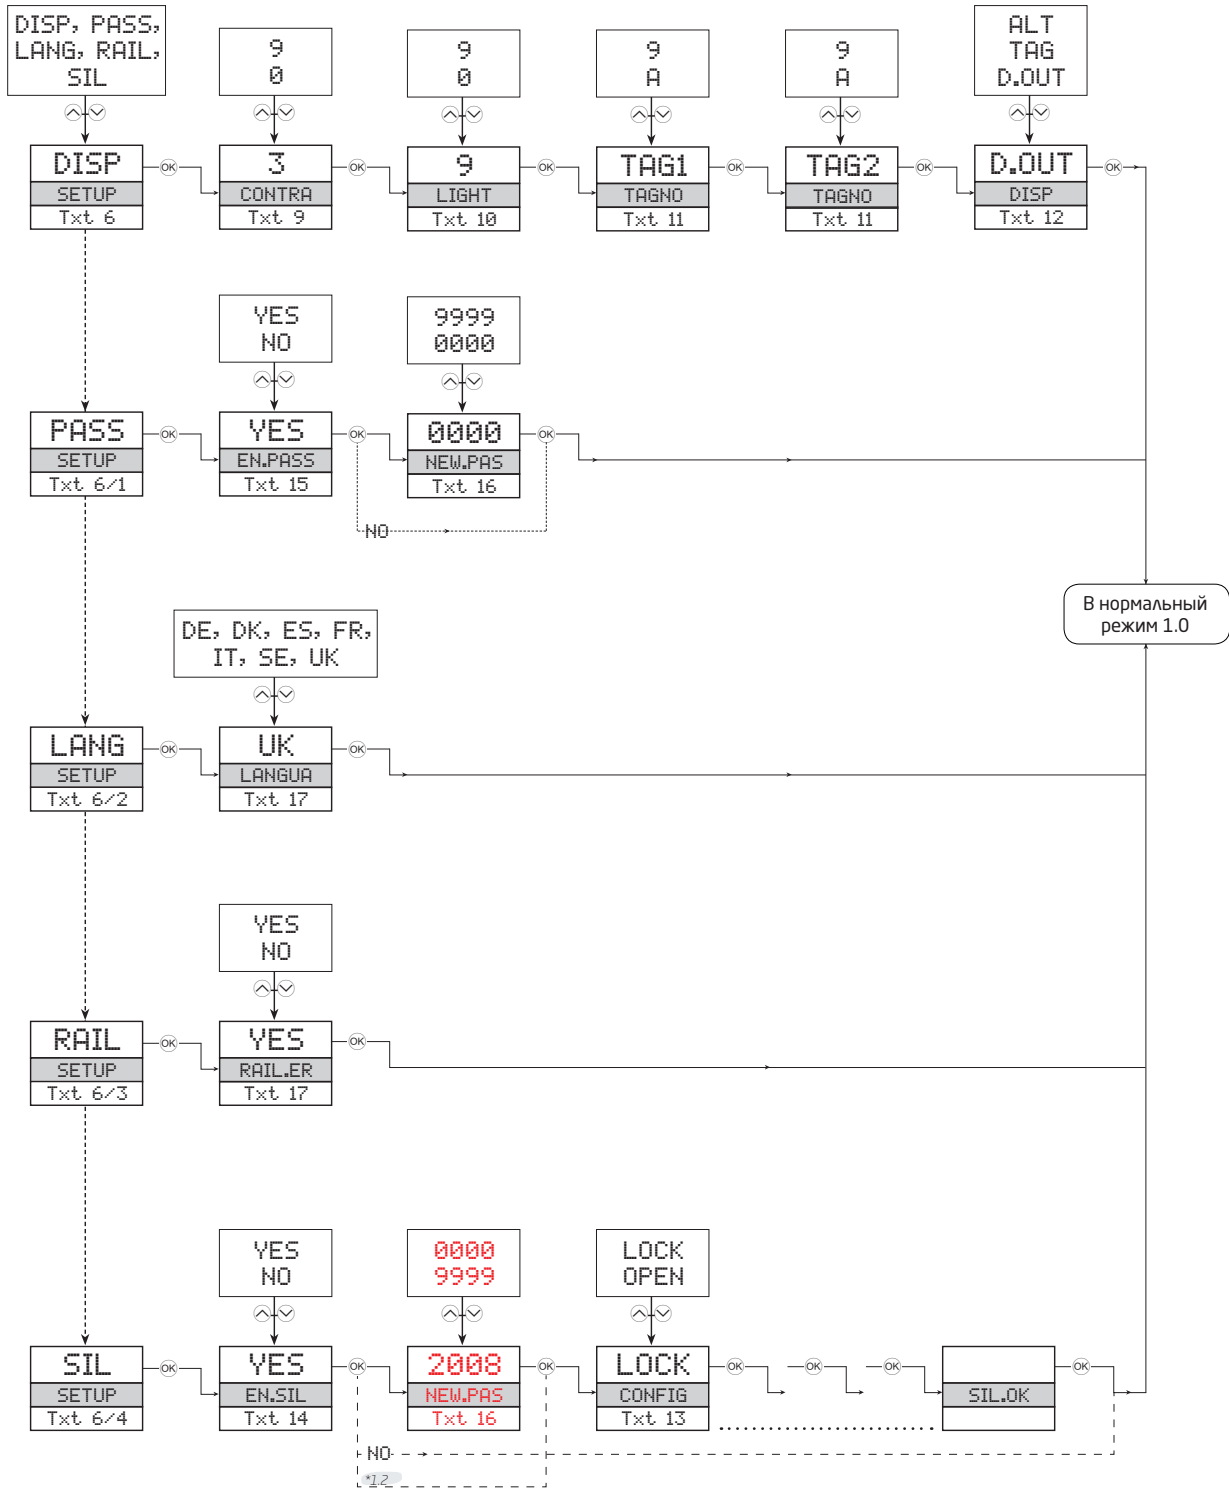 DISP, PASS,
LANG, RAIL,
SIL
9
0
9
0
9
A
9
A
ALT
TAG
D.OUT
DISP
SETUP
Txt 6
OK
3
CONTRA
Txt 9
OK
9
LIGHT
Txt 10
OK
TAG1
TAGNO
Txt 11
OK
TAG2
TAGNO
Txt 11
OK
D.OUT
DISP
Txt 12
OK
YES
NO
9999
0000
PASS
SETUP
Txt 6/1
OK
YES
EN.PASS
Txt 15
OK
0000
NEW.PAS
Txt 16
OK
NO
В нормальный
режим 1.0
DE, DK, ES, FR,
IT, SE, UK
LANG
SETUP
Txt 6/2
OK
UK
LANGUA
Txt 17
OK
YES
NO
RAIL
SETUP
Txt 6/3
OK
YES
RAIL.ER
Txt 17
OK
YES
NO
0000
9999
LOCK
OPEN
SIL
SETUP
Txt 6/4
OK
YES
EN.SIL
Txt 14
OK
2008
NEW.PAS
Txt 16
OK
LOCK
CONFIG
Txt 13
OK
OK
OK
SIL.OK
OK
NO
*1.2